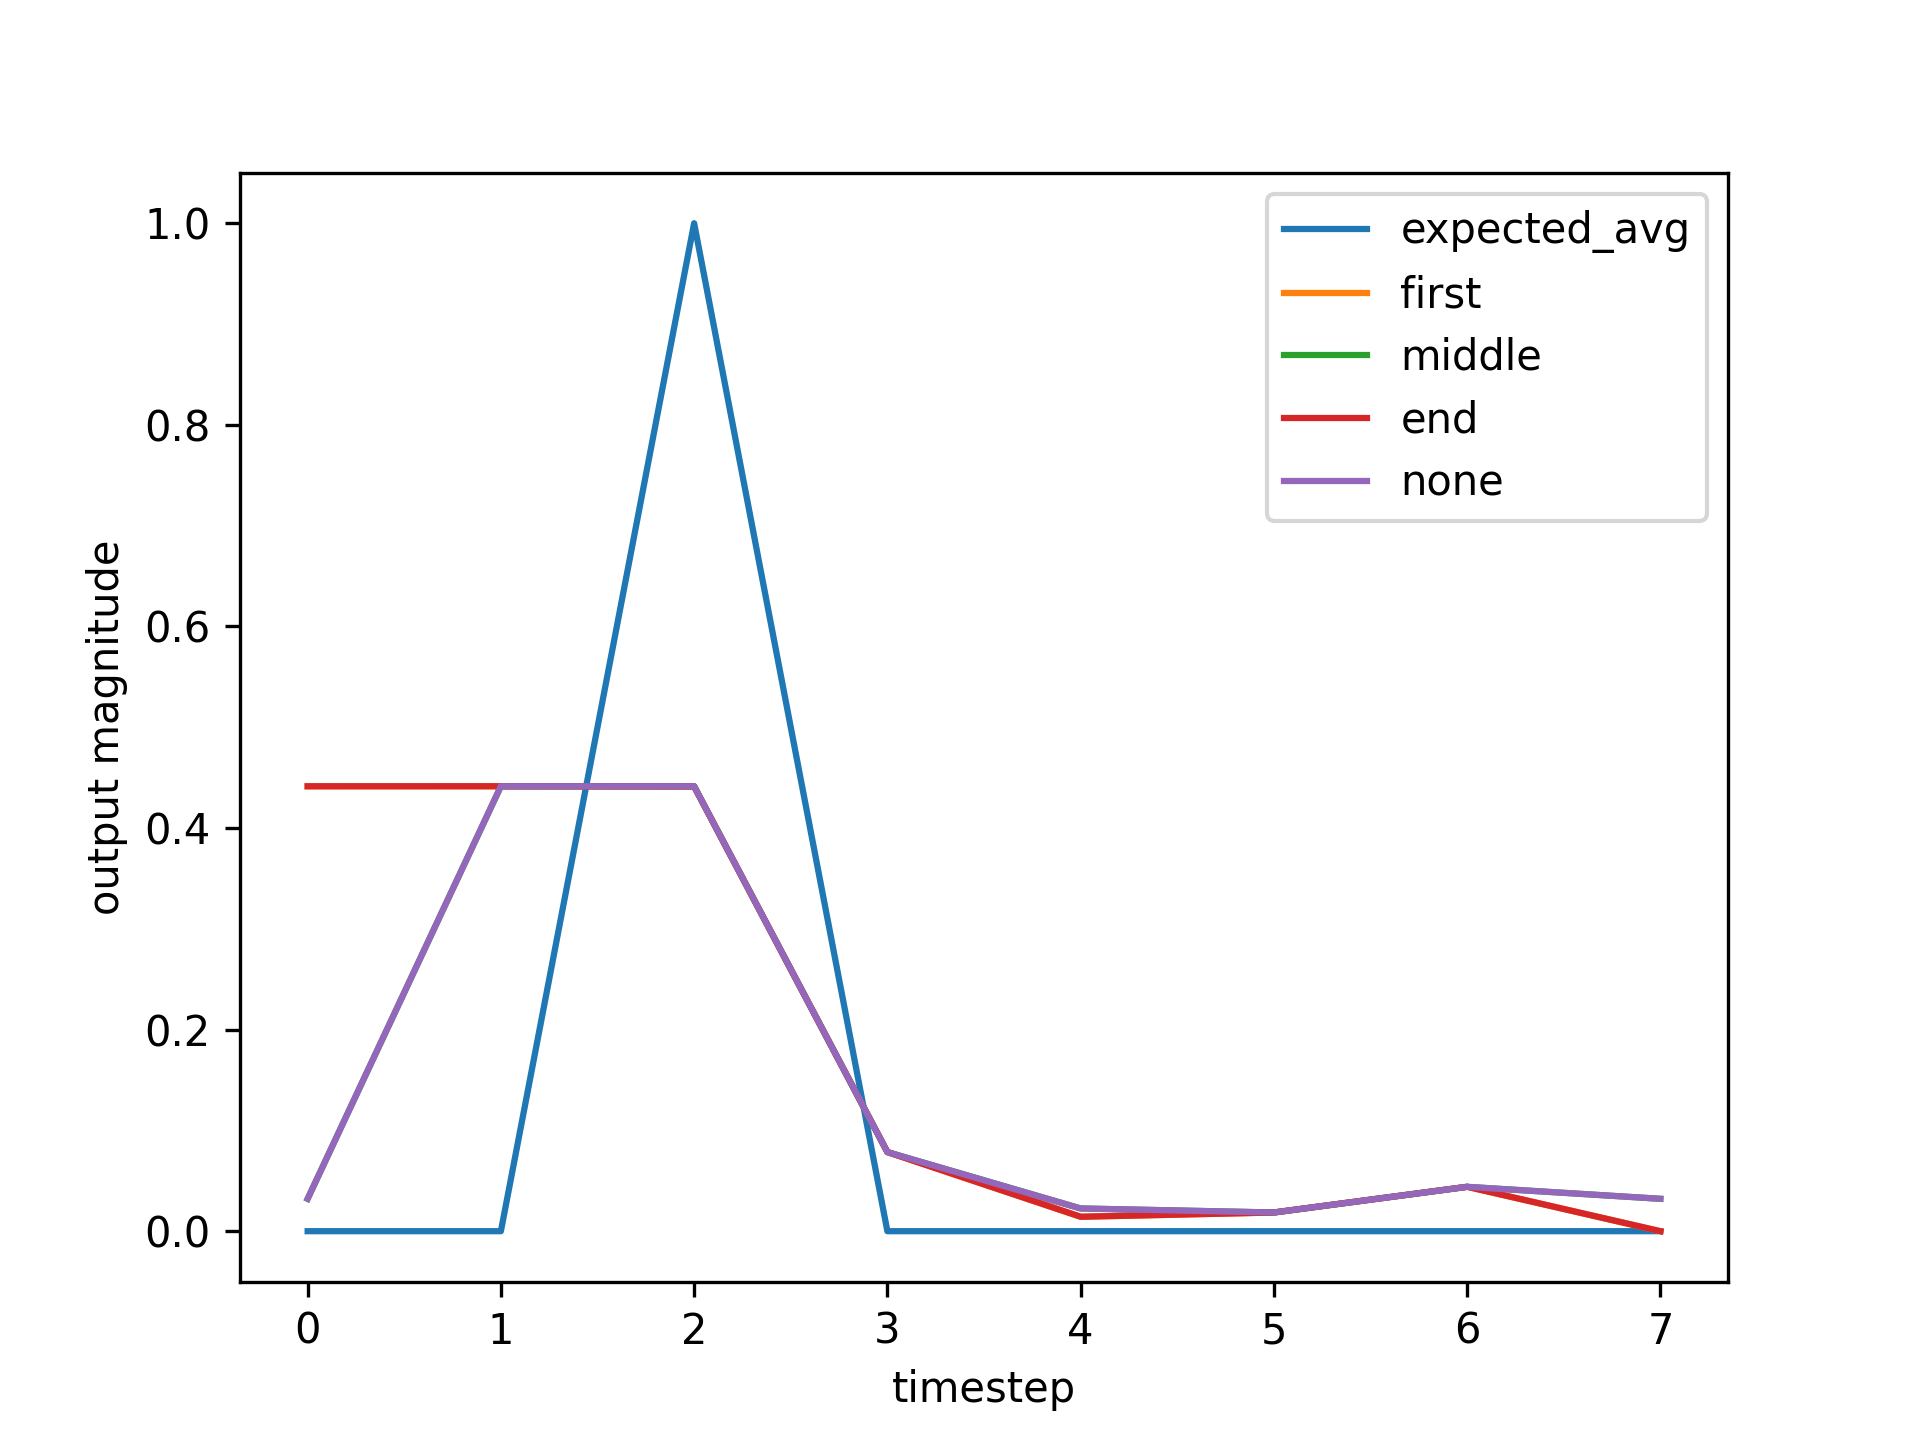 expected_avg
first
middle
end
none
1.0
0.8
0.6
0.4
0.2
0.0
output magnitude
0 1 2 3 4 5 6 7
timestep